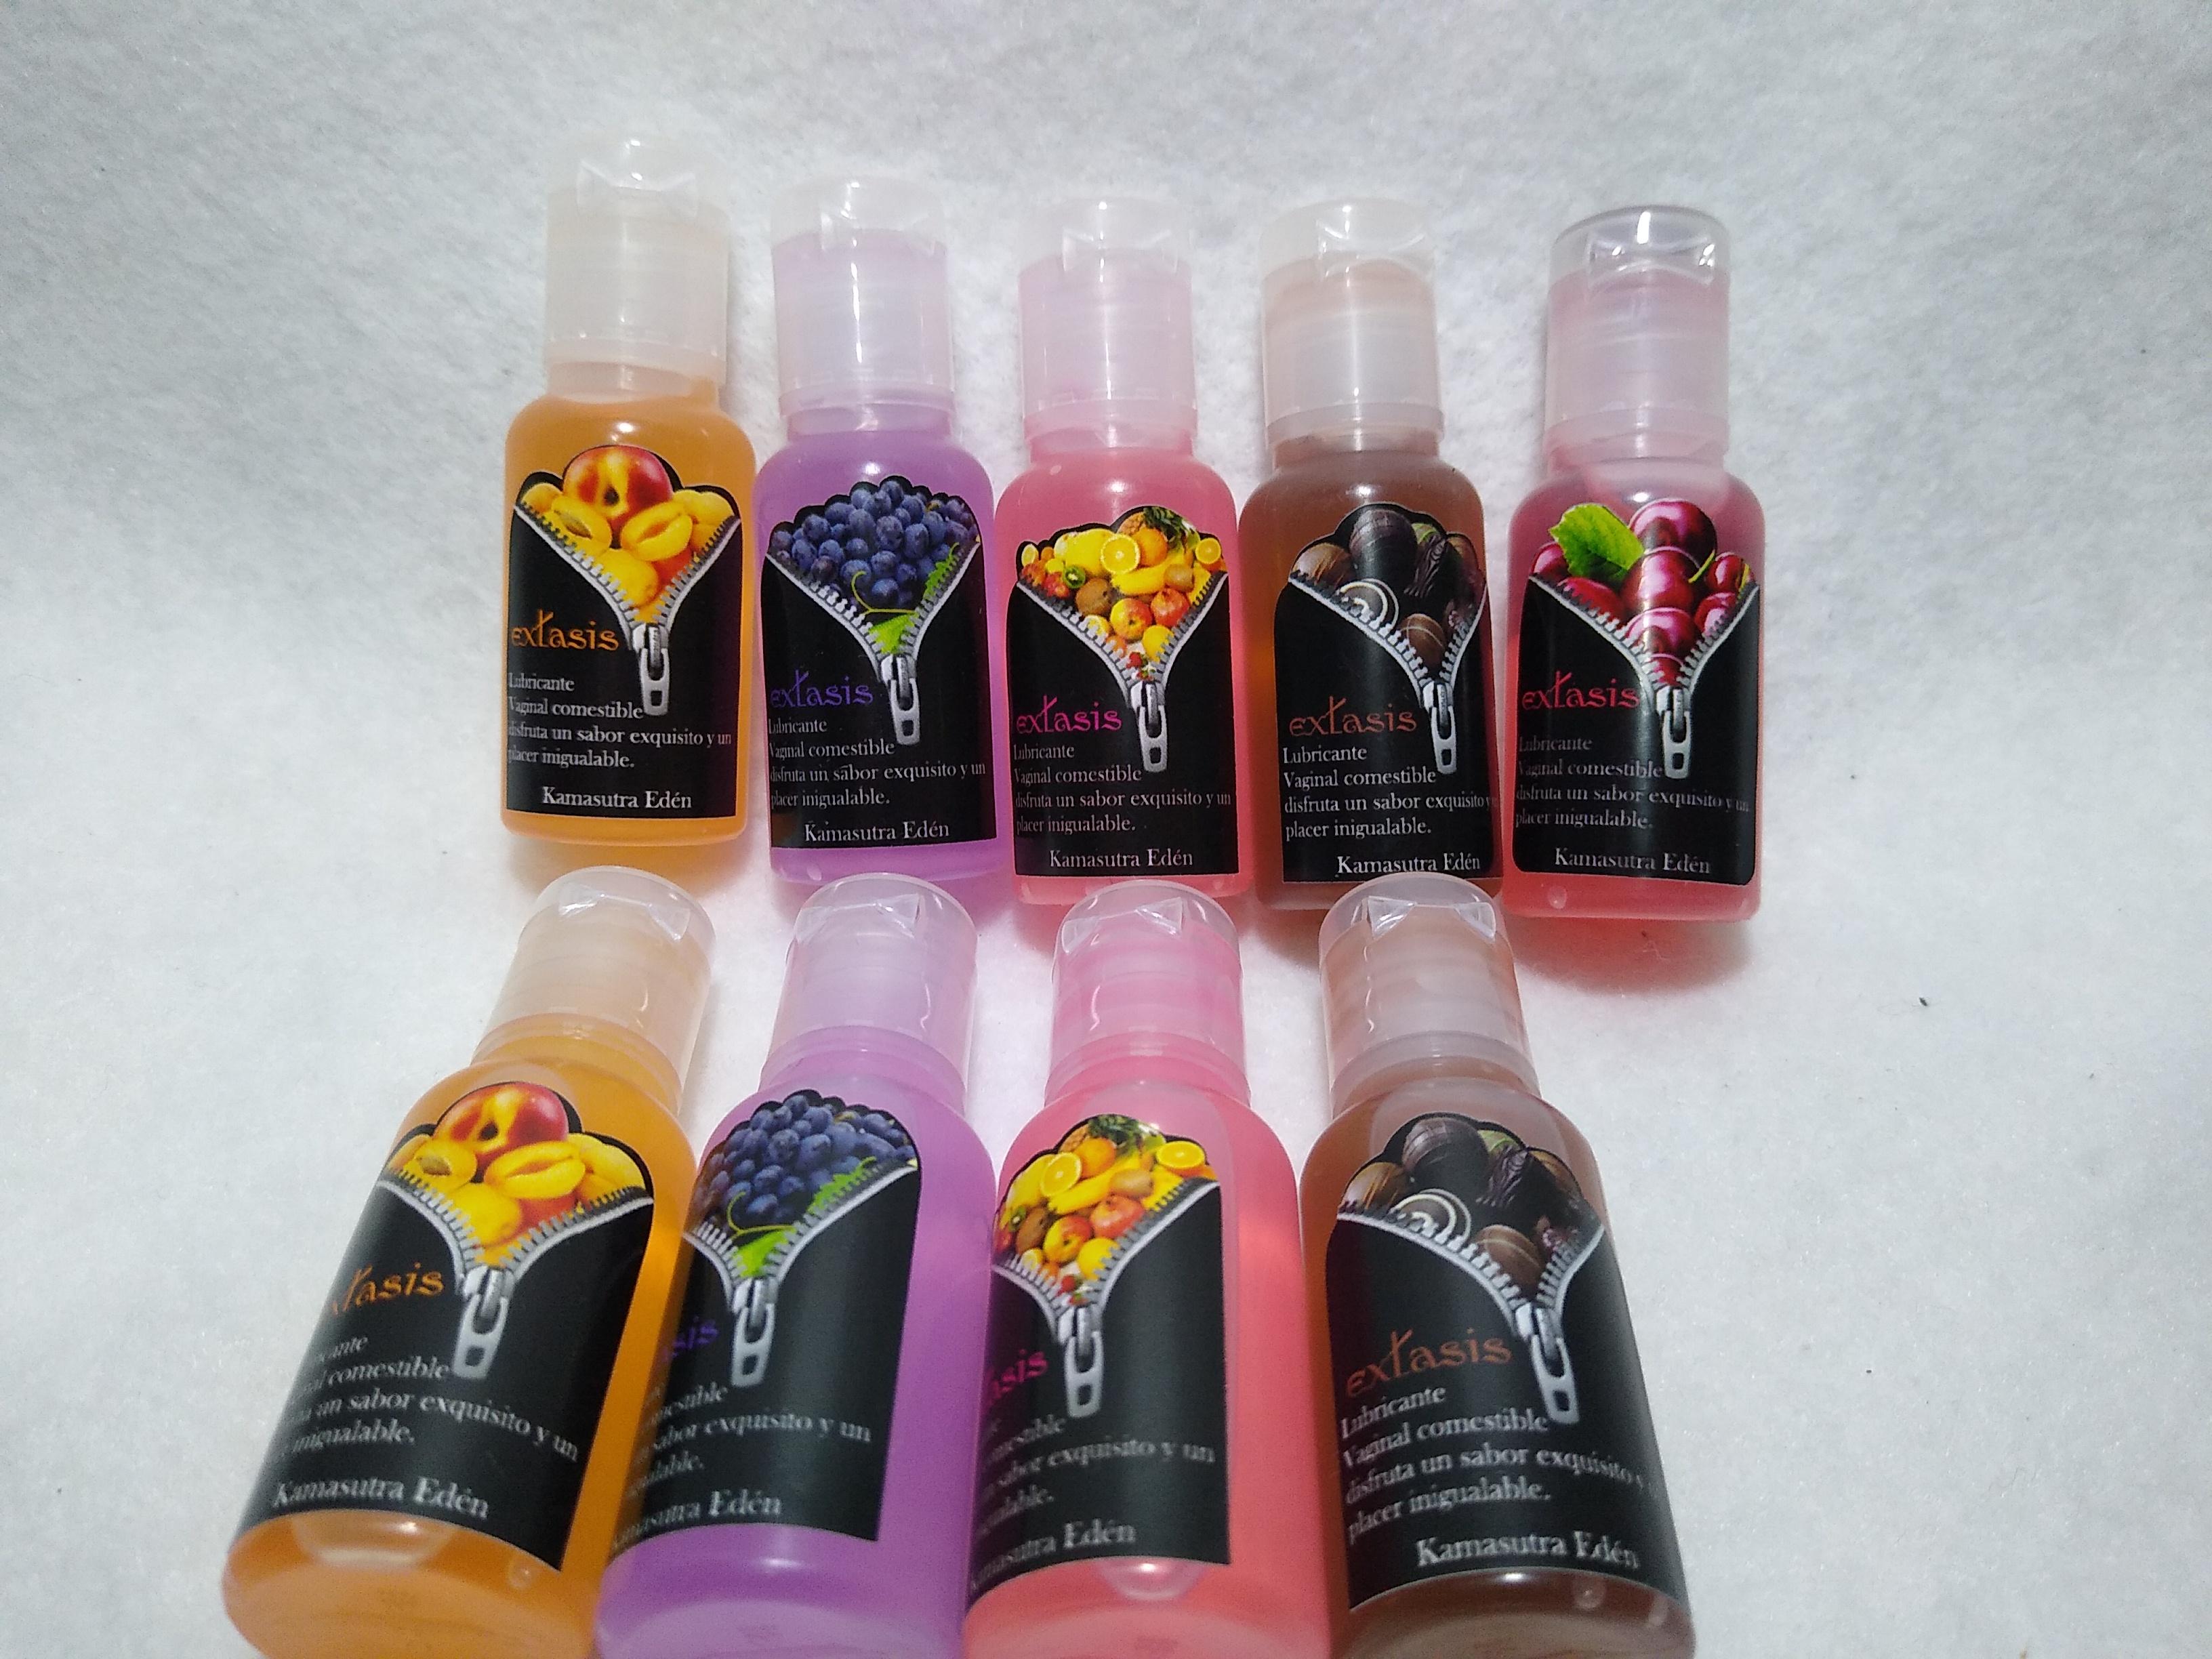 extasis
Lubricante
Vaginal comestible
disfruta un sabor exquisito y un
placer inigualable.
Kamasutra Edén
extasis
Lubricante
Vaginal comestible
disfruta un sabor exquisito y un
placer inigualable.
Kamasutra Edén
extasis
Lubricante
Vaginal comestible
disfruta un sabor exquisito y un
placer inigualable.
Kamasutra Edén
extasis
Lubricante
Vaginal comestible
disfruta un sabor exquisito y
placer inigualable.
Kamasutra Edén
extasis
Lubricante
Vaginal comestible
disfruta un sabor exquisito y un
placer inigualable.
Kamasutra Edén
comestible
un sabor exquisito y un
inigualable.
Kamasutra Edén
sabor exquisito y un
Edén
sabor exquisito y un
Edén
extasis
Lubricante
Vaginal comestible
disfruta un sabor exquisito y
placer inigualable.
Kamasutra Edén